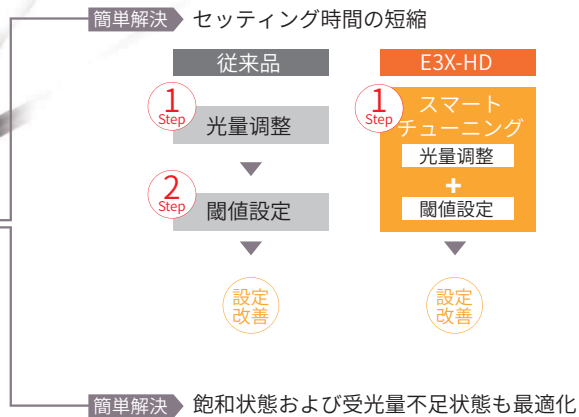 簡単解決 セッティング時間の短縮
従来品
1
Step
光量调整
2
Step
閾値設定
設定
改善
E3X-HD
1
Step
スマート
チューニング
光量调整
+
閾値設定
設定
改善
簡単解決 飽和状態および受光量不足状態も最適化